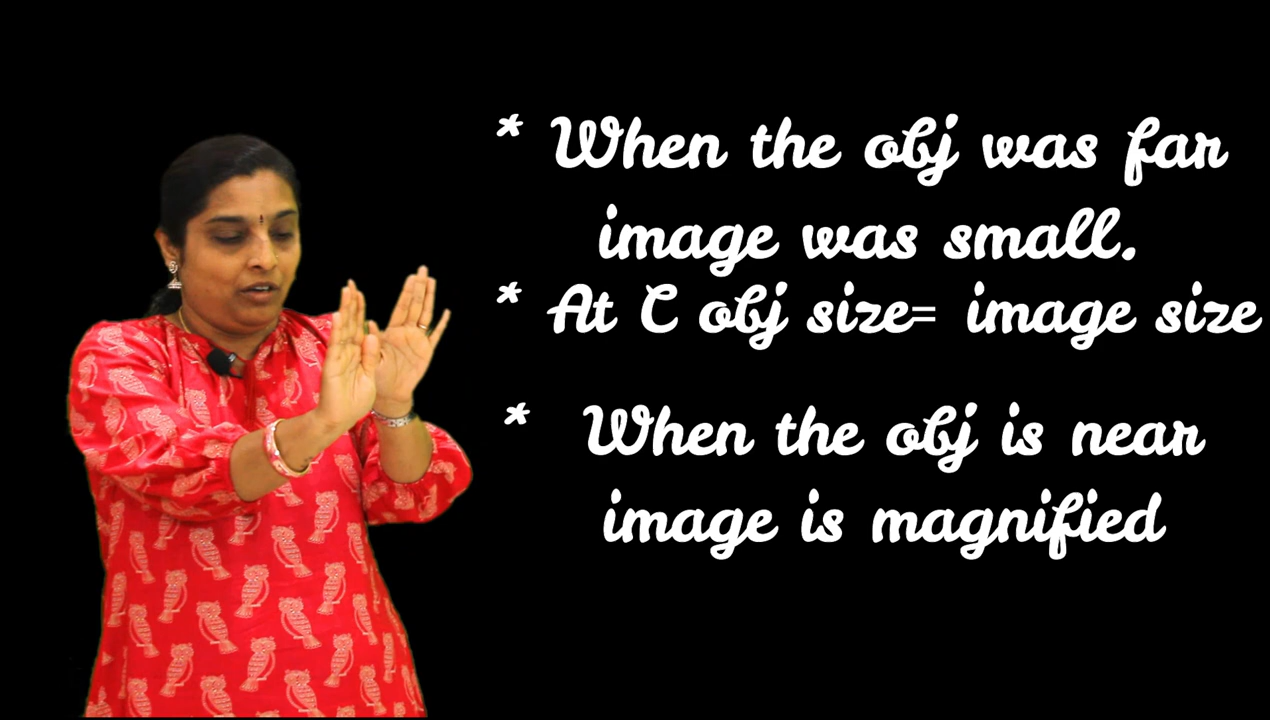 * When the obj was far
image was small.
* At C obj size= image size
* When the obj is near
image is magnified